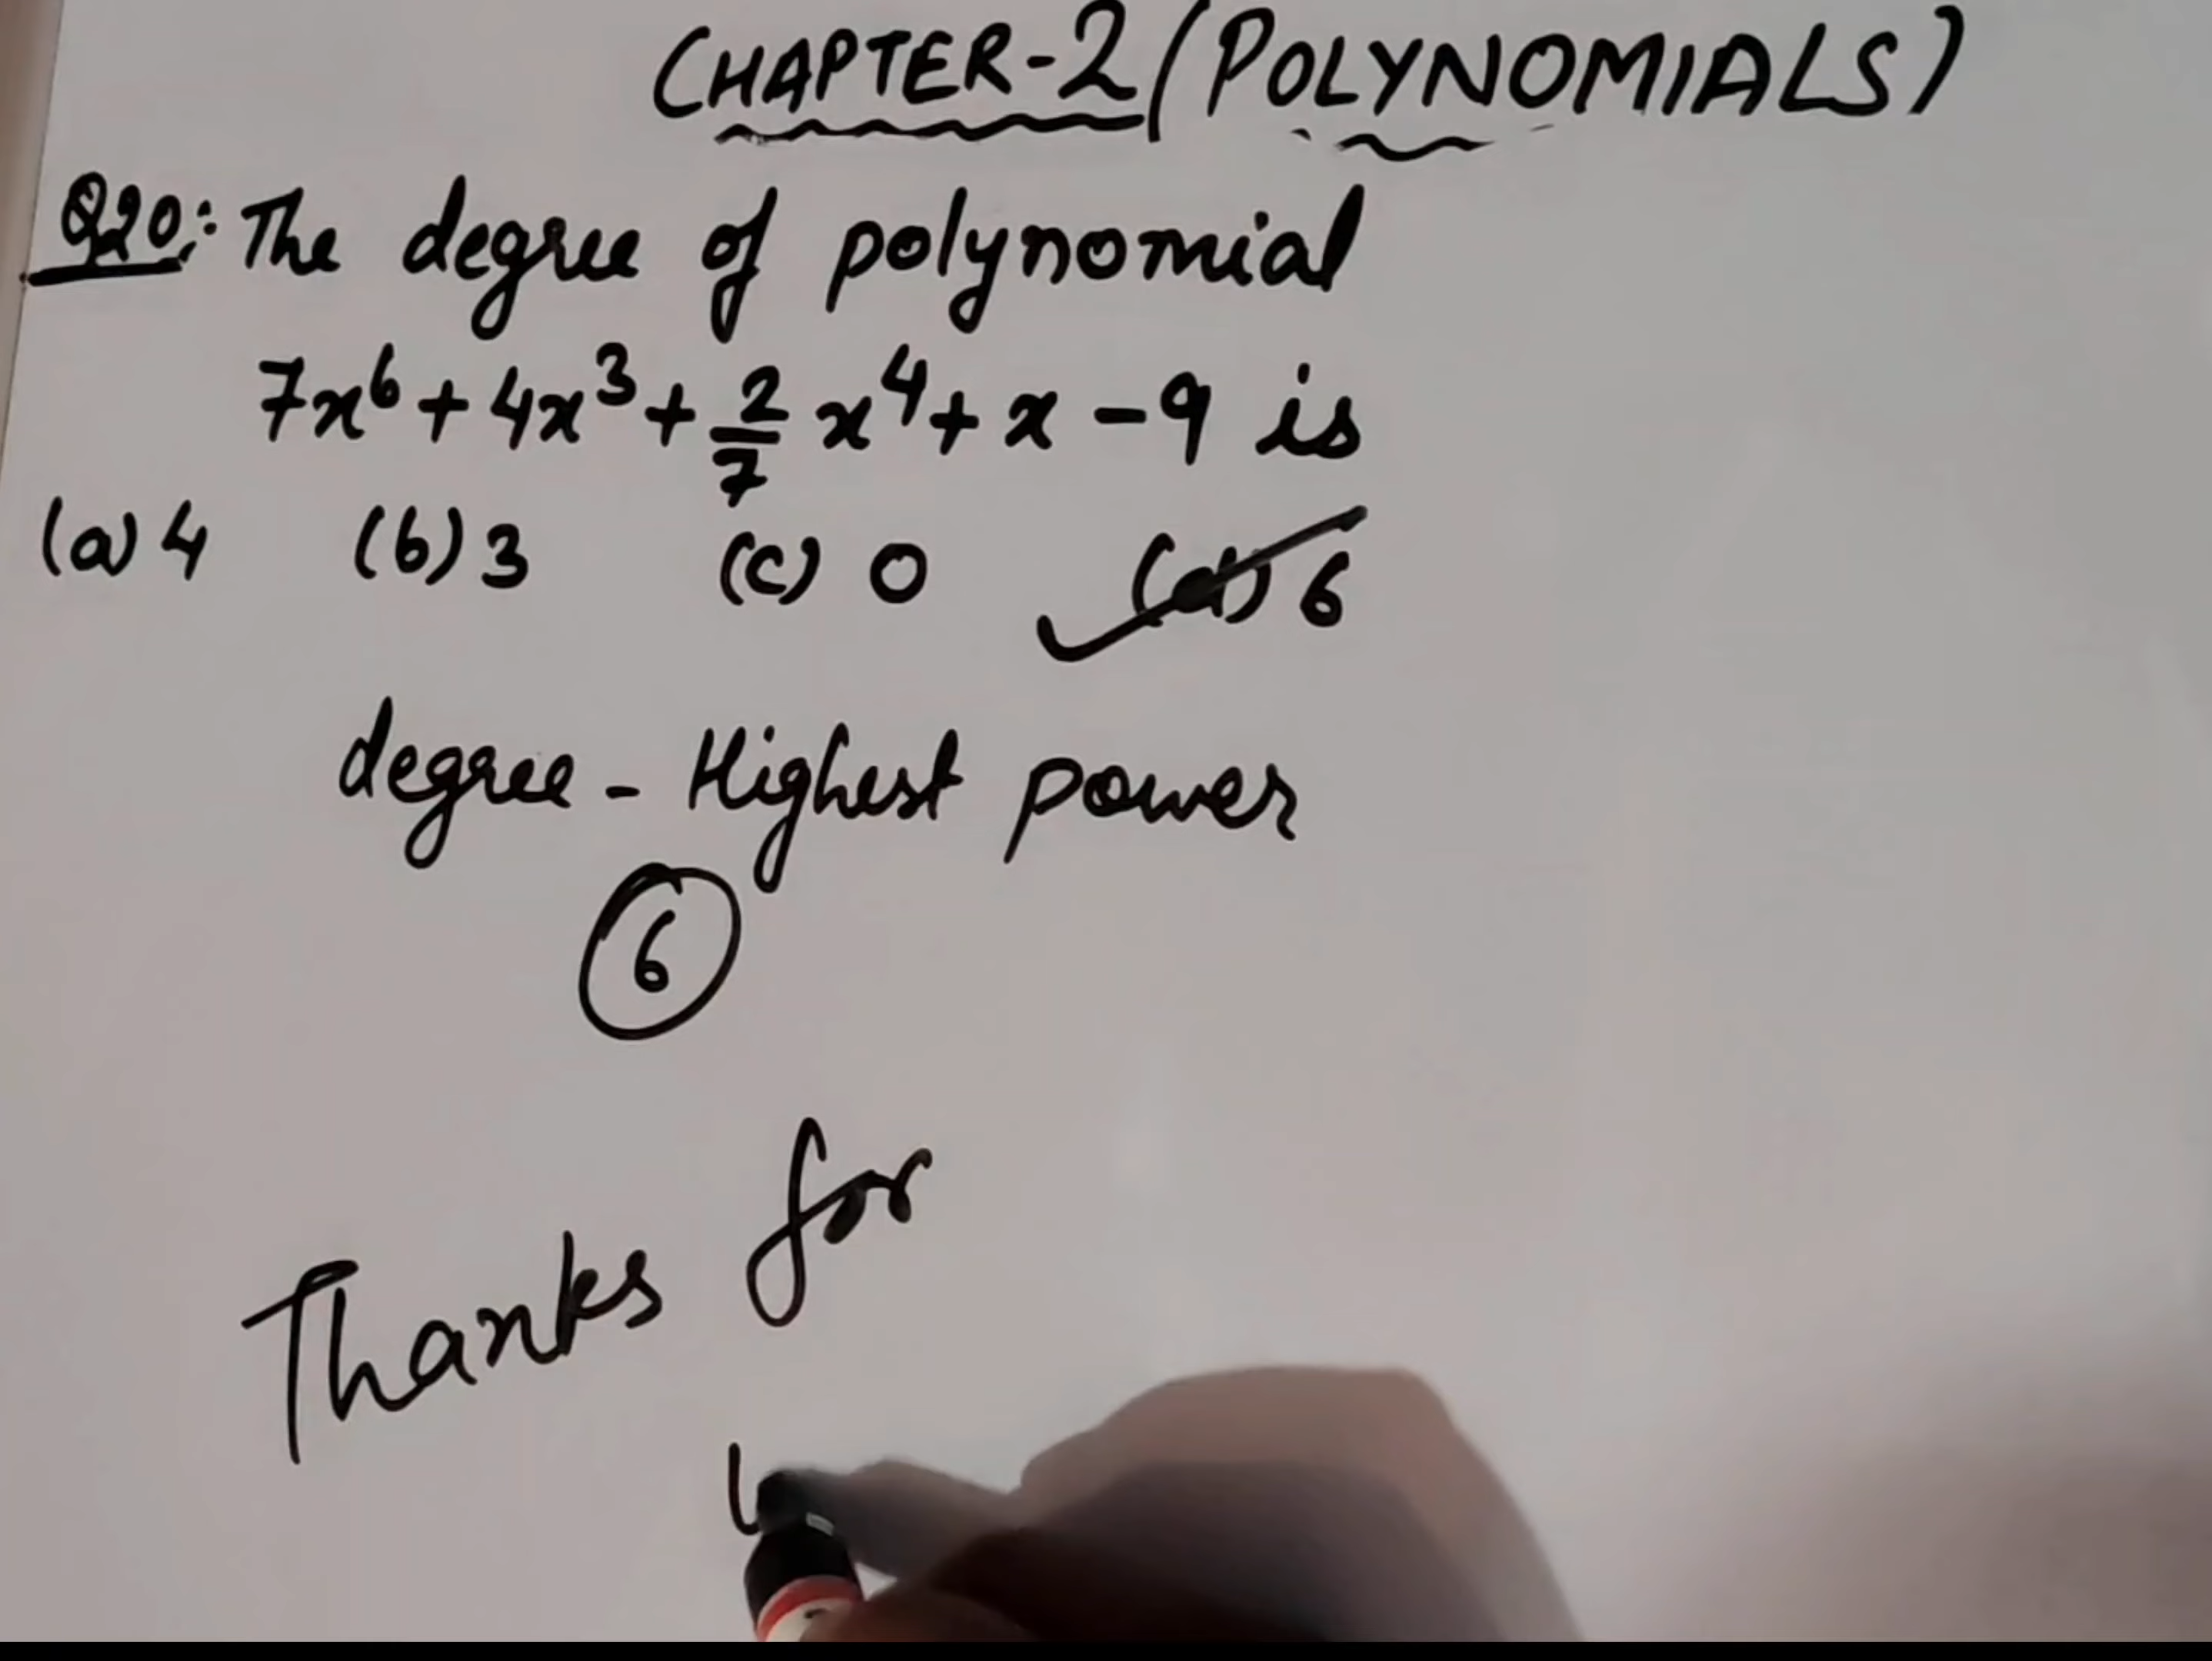 CHAPTER-2 (POLYNOMIALS)
Q20: The degree of polynomial
7x⁶ + 4x³ + 2/7 x⁴ + x - 9 is
(a) 4 (b) 3 (c) 0 (d) 6
degree - Highest power
6
Thanks for